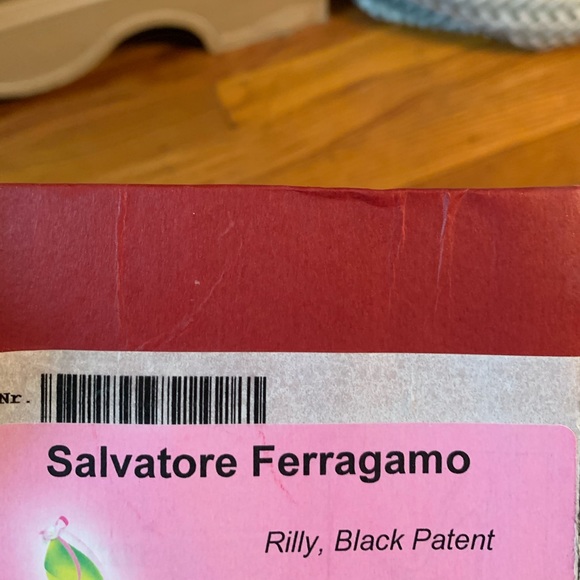 Nr.
Salvatore Ferragamo
Rilly, Black Patent